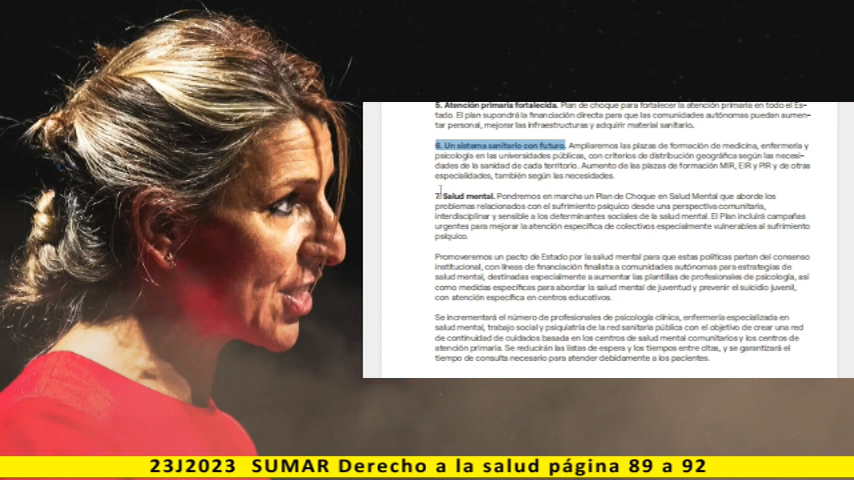 5. Atención primaria fortalecida. Plan de choque para fortalecer la atención primaria en todo el Es-
tado. El plan supondrá la financiación directa para que las comunidades autónomas puedan aumen-
tar personal, mejorar las infraestructuras y adquirir material sanitario.
6. Un sistema sanitario con futuro. Ampliaremos las plazas de formación de medicina, enfermería y
psicología en las universidades públicas, con criterios de distribución geográfica según las necesi-
dades de la sanidad de cada territorio. Aumento de las plazas de formación MIR, EIR y PIR y de otras
especialidades, también según las necesidades.
7. Salud mental. Pondremos en marcha un Plan de Choque en Salud Mental que aborde los
problemas relacionados con el sufrimiento psíquico desde una perspectiva comunitaria,
interdisciplinar y sensible a los determinantes sociales de la salud mental. El Plan incluirá campañas
urgentes para mejorar la atención específica de colectivos especialmente vulnerables al sufrimiento
psíquico.
Promoveremos un pacto de Estado por la salud mental para que estas políticas partan del consenso
institucional, con líneas de financiación finalista a comunidades autónomas para estrategias de
salud mental, destinadas especialmente a aumentar las plantillas de profesionales de psicología, así
como medidas específicas para abordar la salud mental de juventud y prevenir el suicidio juvenil,
con atención específica en centros educativos.
Se incrementará el número de profesionales de psicología clínica, enfermería especializada en
salud mental, trabajo social y psiquiatría de la red sanitaria pública con el objetivo de crear una red
de continuidad de cuidados basada en los centros de salud mental comunitarios y los centros de
atención primaria. Se reducirán las listas de espera y los tiempos entre citas, y se garantizará el
tiempo de consulta necesario para atender debidamente a los pacientes.
23J2023 SUMAR Derecho a la salud página 89 a 92